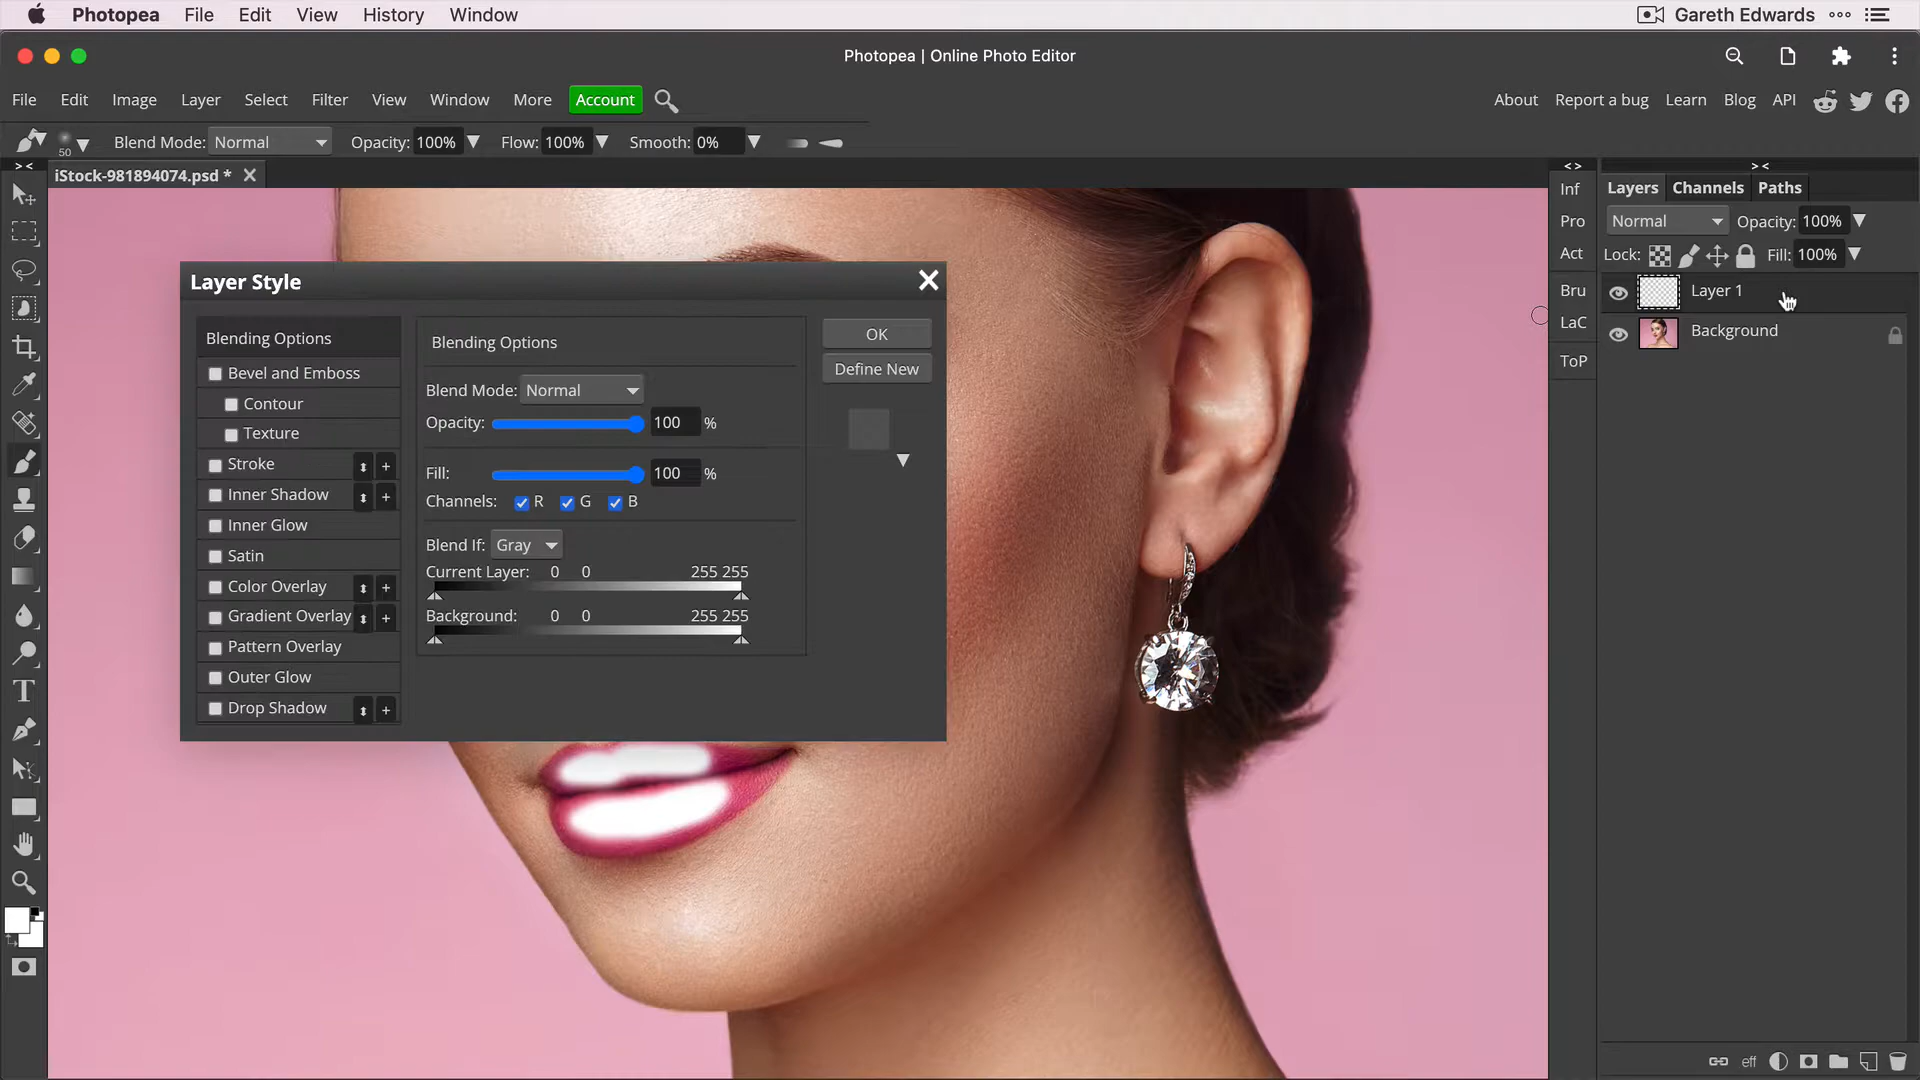 Photopea File Edit View History Window Gareth Edwards
Photopea | Online Photo Editor
File Edit Image Layer Select Filter View Window More Account About Report a bug Learn Blog API
50 Blend Mode: Normal Opacity: 100% Flow: 100% Smooth: 0%
> < iStock-981894074.psd * <> > <
Inf
Pro
Act
Bru
LaC
ToP
Layers Channels Paths
Normal Opacity: 100%
Lock: Fill: 100%
Layer 1
Background
Layer Style
Blending Options
Bevel and Emboss
Contour
Texture
Stroke +
Inner Shadow +
Inner Glow
Satin
Color Overlay +
Gradient Overlay +
Pattern Overlay
Outer Glow
Drop Shadow +
Blending Options
Blend Mode: Normal
Opacity: 100 %
Fill: 100 %
Channels: R G B
Blend If: Gray
Current Layer: 0 0 255 255
Background: 0 0 255 255
OK
Define New
T
eff